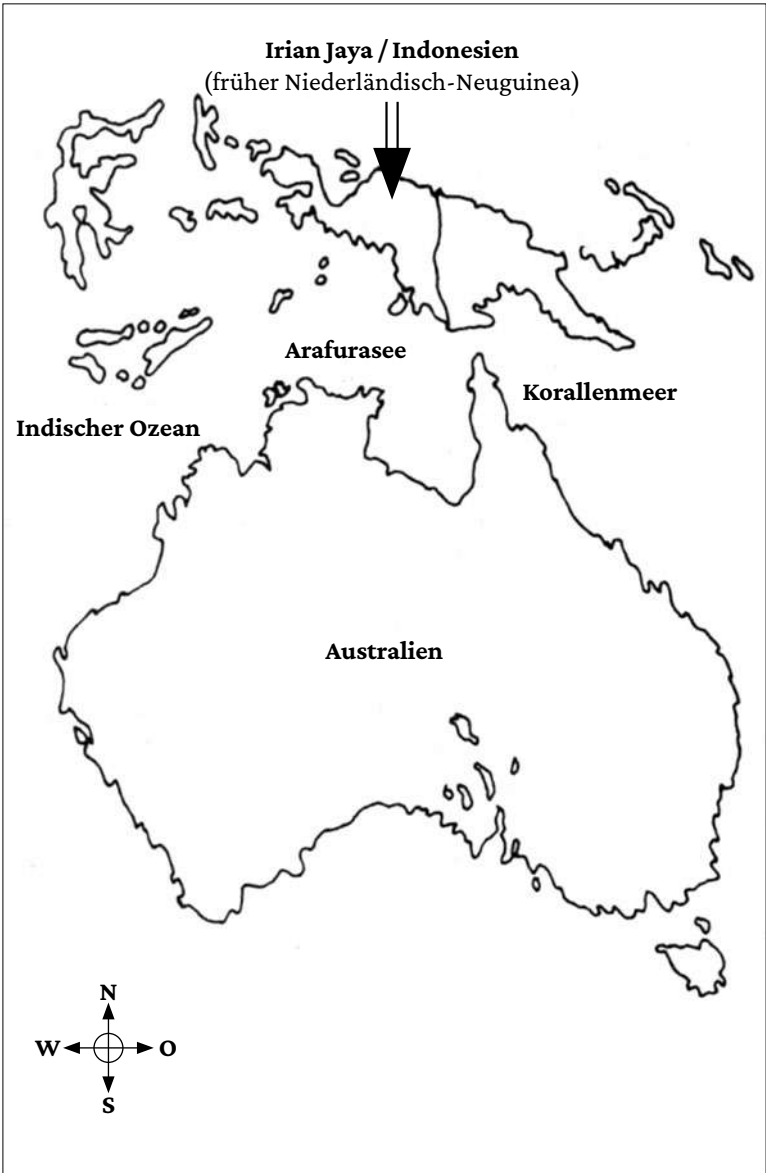 Irian Jaya / Indonesien
(früher Niederländisch-Neuguinea)
Arafurasee
Korallenmeer
Indischer Ozean
Australien
N
W O
S